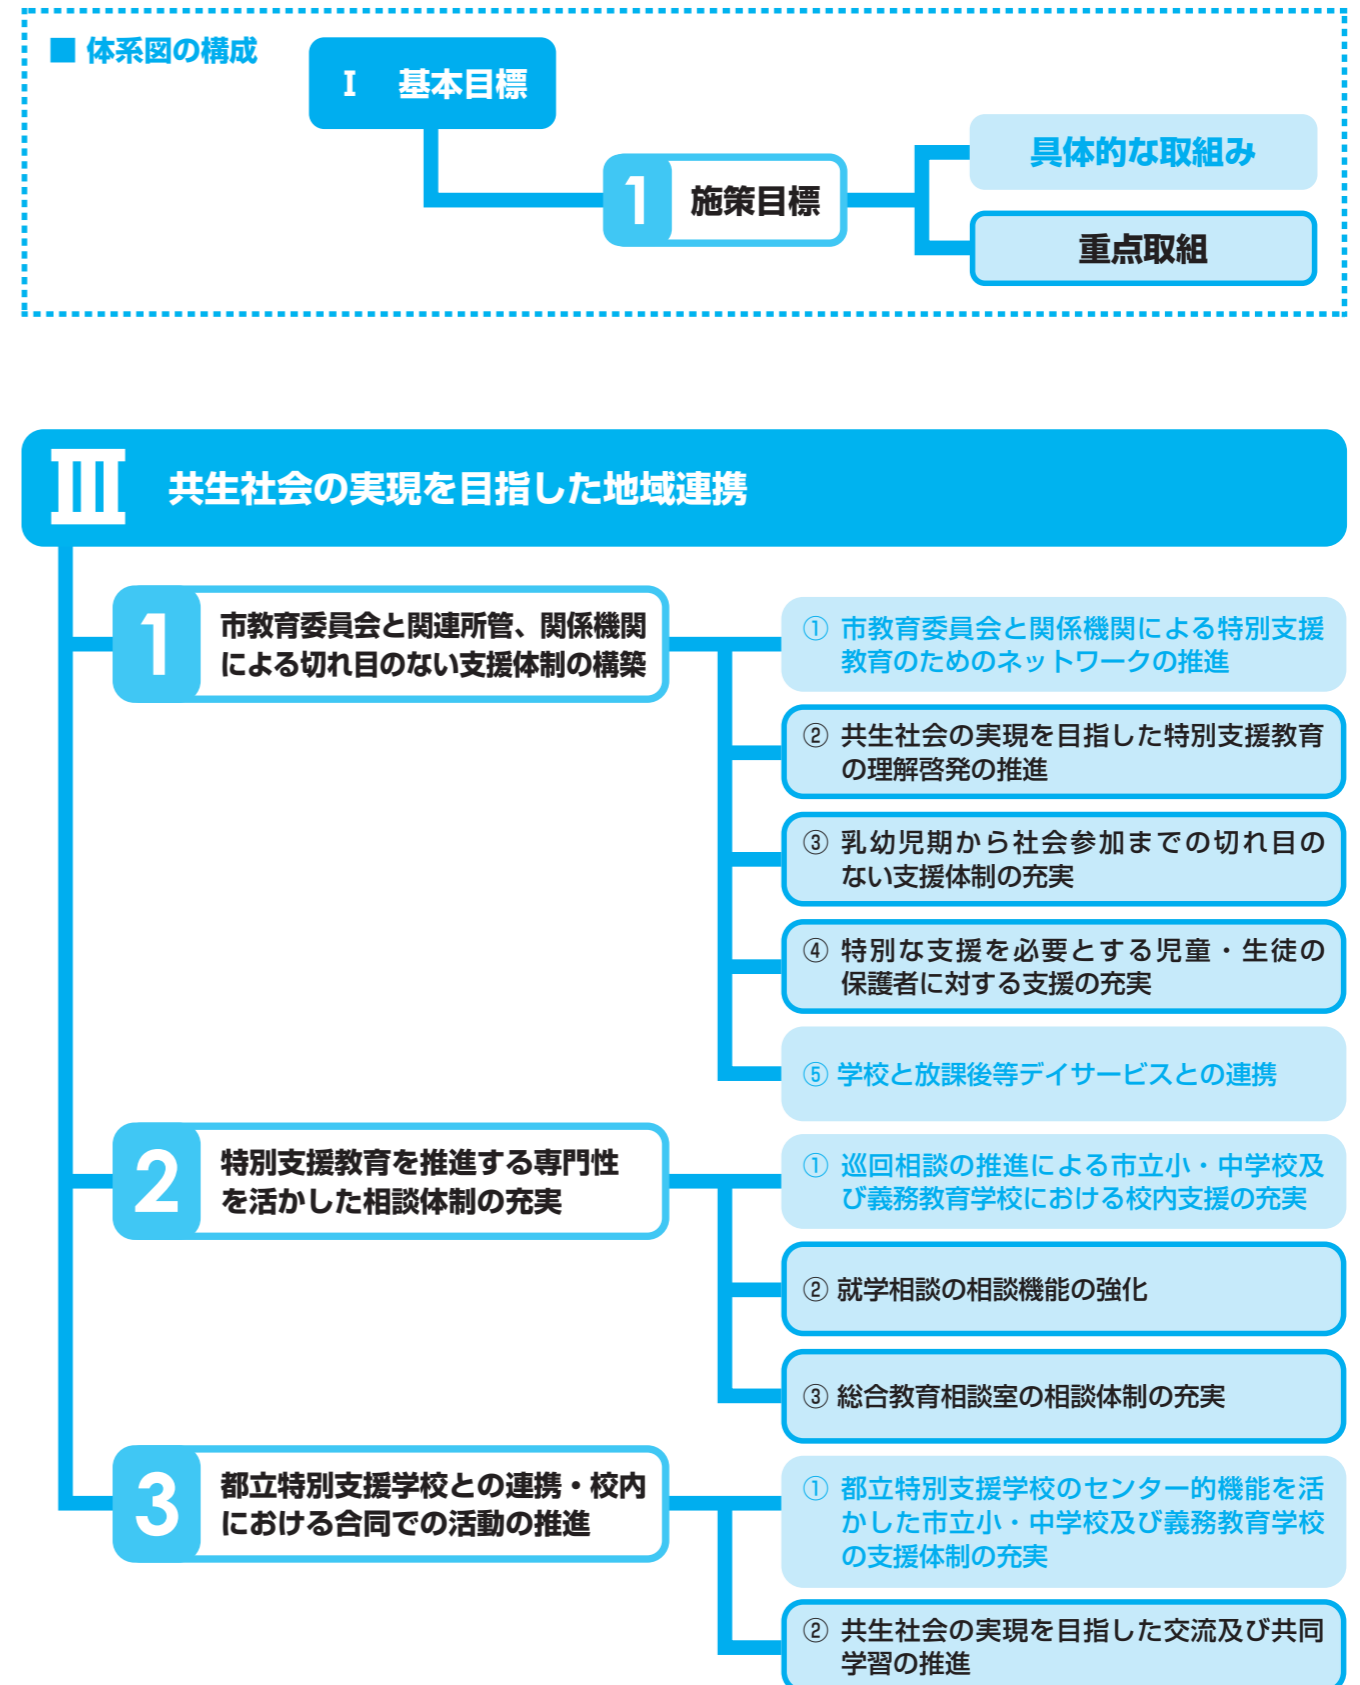 ■ 体系図の構成
Ⅰ 基本目標
1 施策目標
具体的な取組み
重点取組
Ⅲ 共生社会の実現を目指した地域連携
1
市教育委員会と関連所管、関係機関
による切れ目のない支援体制の構築
① 市教育委員会と関係機関による特別支援
教育のためのネットワークの推進
② 共生社会の実現を目指した特別支援教育
の理解啓発の推進
③ 乳幼児期から社会参加までの切れ目の
ない支援体制の充実
④ 特別な支援を必要とする児童・生徒の
保護者に対する支援の充実
⑤ 学校と放課後等デイサービスとの連携
2
特別支援教育を推進する専門性
を活かした相談体制の充実
① 巡回相談の推進による市立小・中学校及
び義務教育学校における校内支援の充実
② 就学相談の相談機能の強化
③ 総合教育相談室の相談体制の充実
3
都立特別支援学校との連携・校内
における合同での活動の推進
① 都立特別支援学校のセンター的機能を活
かした市立小・中学校及び義務教育学校
の支援体制の充実
② 共生社会の実現を目指した交流及び共同
学習の推進